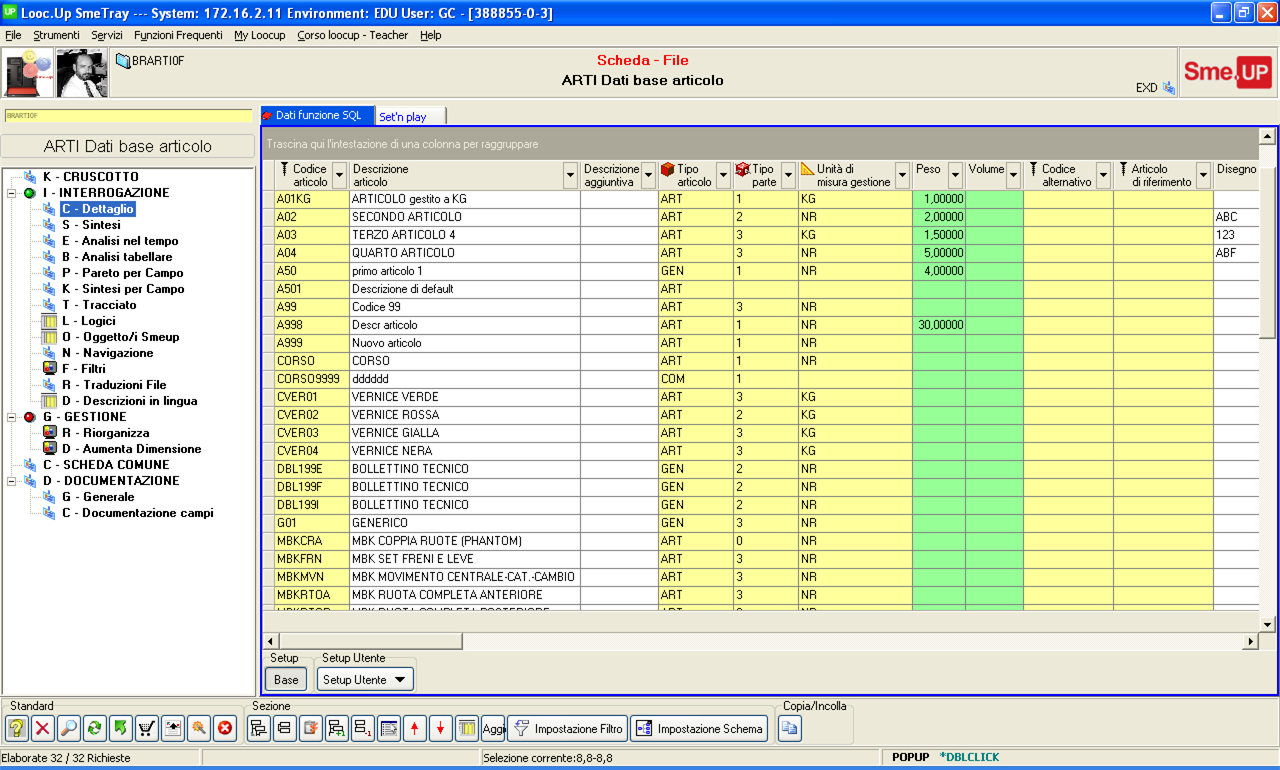 UP Looc.Up SmeTray --- System: 172.16.2.11 Environment: EDU User: GC - [388855-0-3]
File Strumenti Servizi Funzioni Frequenti My Loocup Corso loocup - Teacher Help
BRARTI0F
Scheda - File
ARTI Dati base articolo
EXD
Sme.UP
BRARTI0F
ARTI Dati base articolo
K - CRUSCOTTO
I - INTERROGAZIONE
C - Dettaglio
S - Sintesi
E - Analisi nel tempo
B - Analisi tabellare
P - Pareto per Campo
K - Sintesi per Campo
T - Tracciato
L - Logici
O - Oggetto/i Smeup
N - Navigazione
F - Filtri
R - Traduzioni File
D - Descrizioni in lingua
G - GESTIONE
R - Riorganizza
D - Aumenta Dimensione
C - SCHEDA COMUNE
D - DOCUMENTAZIONE
G - Generale
C - Documentazione campi
Dati funzione SQL Set'n play
Trascina qui l'intestazione di una colonna per raggruppare
Codice articolo Descrizione articolo Descrizione aggiuntiva Tipo articolo Tipo parte Unità di misura gestione Peso Volume Codice alternativo Articolo di riferimento Disegno
A01KG ARTICOLO gestito a KG ART 1 KG 1,00000
A02 SECONDO ARTICOLO ART 2 NR 2,00000 ABC
A03 TERZO ARTICOLO 4 ART 3 KG 1,50000 123
A04 QUARTO ARTICOLO ART 3 NR 5,00000 ABF
A50 primo articolo 1 GEN 1 NR 4,00000
A501 Descrizione di default ART
A99 Codice 99 ART 3 NR
A998 Descr articolo ART 1 NR 30,00000
A999 Nuovo articolo ART 1 NR
CORSO CORSO ART 1 NR
CORSO9999 dddddd COM 1
CVER01 VERNICE VERDE ART 3 KG
CVER02 VERNICE ROSSA ART 2 KG
CVER03 VERNICE GIALLA ART 3 KG
CVER04 VERNICE NERA ART 3 KG
DBL199E BOLLETTINO TECNICO GEN 2 NR
DBL199F BOLLETTINO TECNICO GEN 2 NR
DBL199I BOLLETTINO TECNICO GEN 2 NR
G01 GENERICO GEN 3 NR
MBKCRA MBK COPPIA RUOTE (PHANTOM) ART 0 NR
MBKFRN MBK SET FRENI E LEVE ART 3 NR
MBKMVN MBK MOVIMENTO CENTRALE-CAT.-CAMBIO ART 3 NR
MBKRTOA MBK RUOTA COMPLETA ANTERIORE ART 3 NR
Setup Setup Utente
Base Setup Utente
Standard Sezione Copia/Incolla
Aggi Impostazione Filtro Impostazione Schema
Elaborate 32 / 32 Richieste Selezione corrente:8,8-8,8 POPUP *DBLCLICK